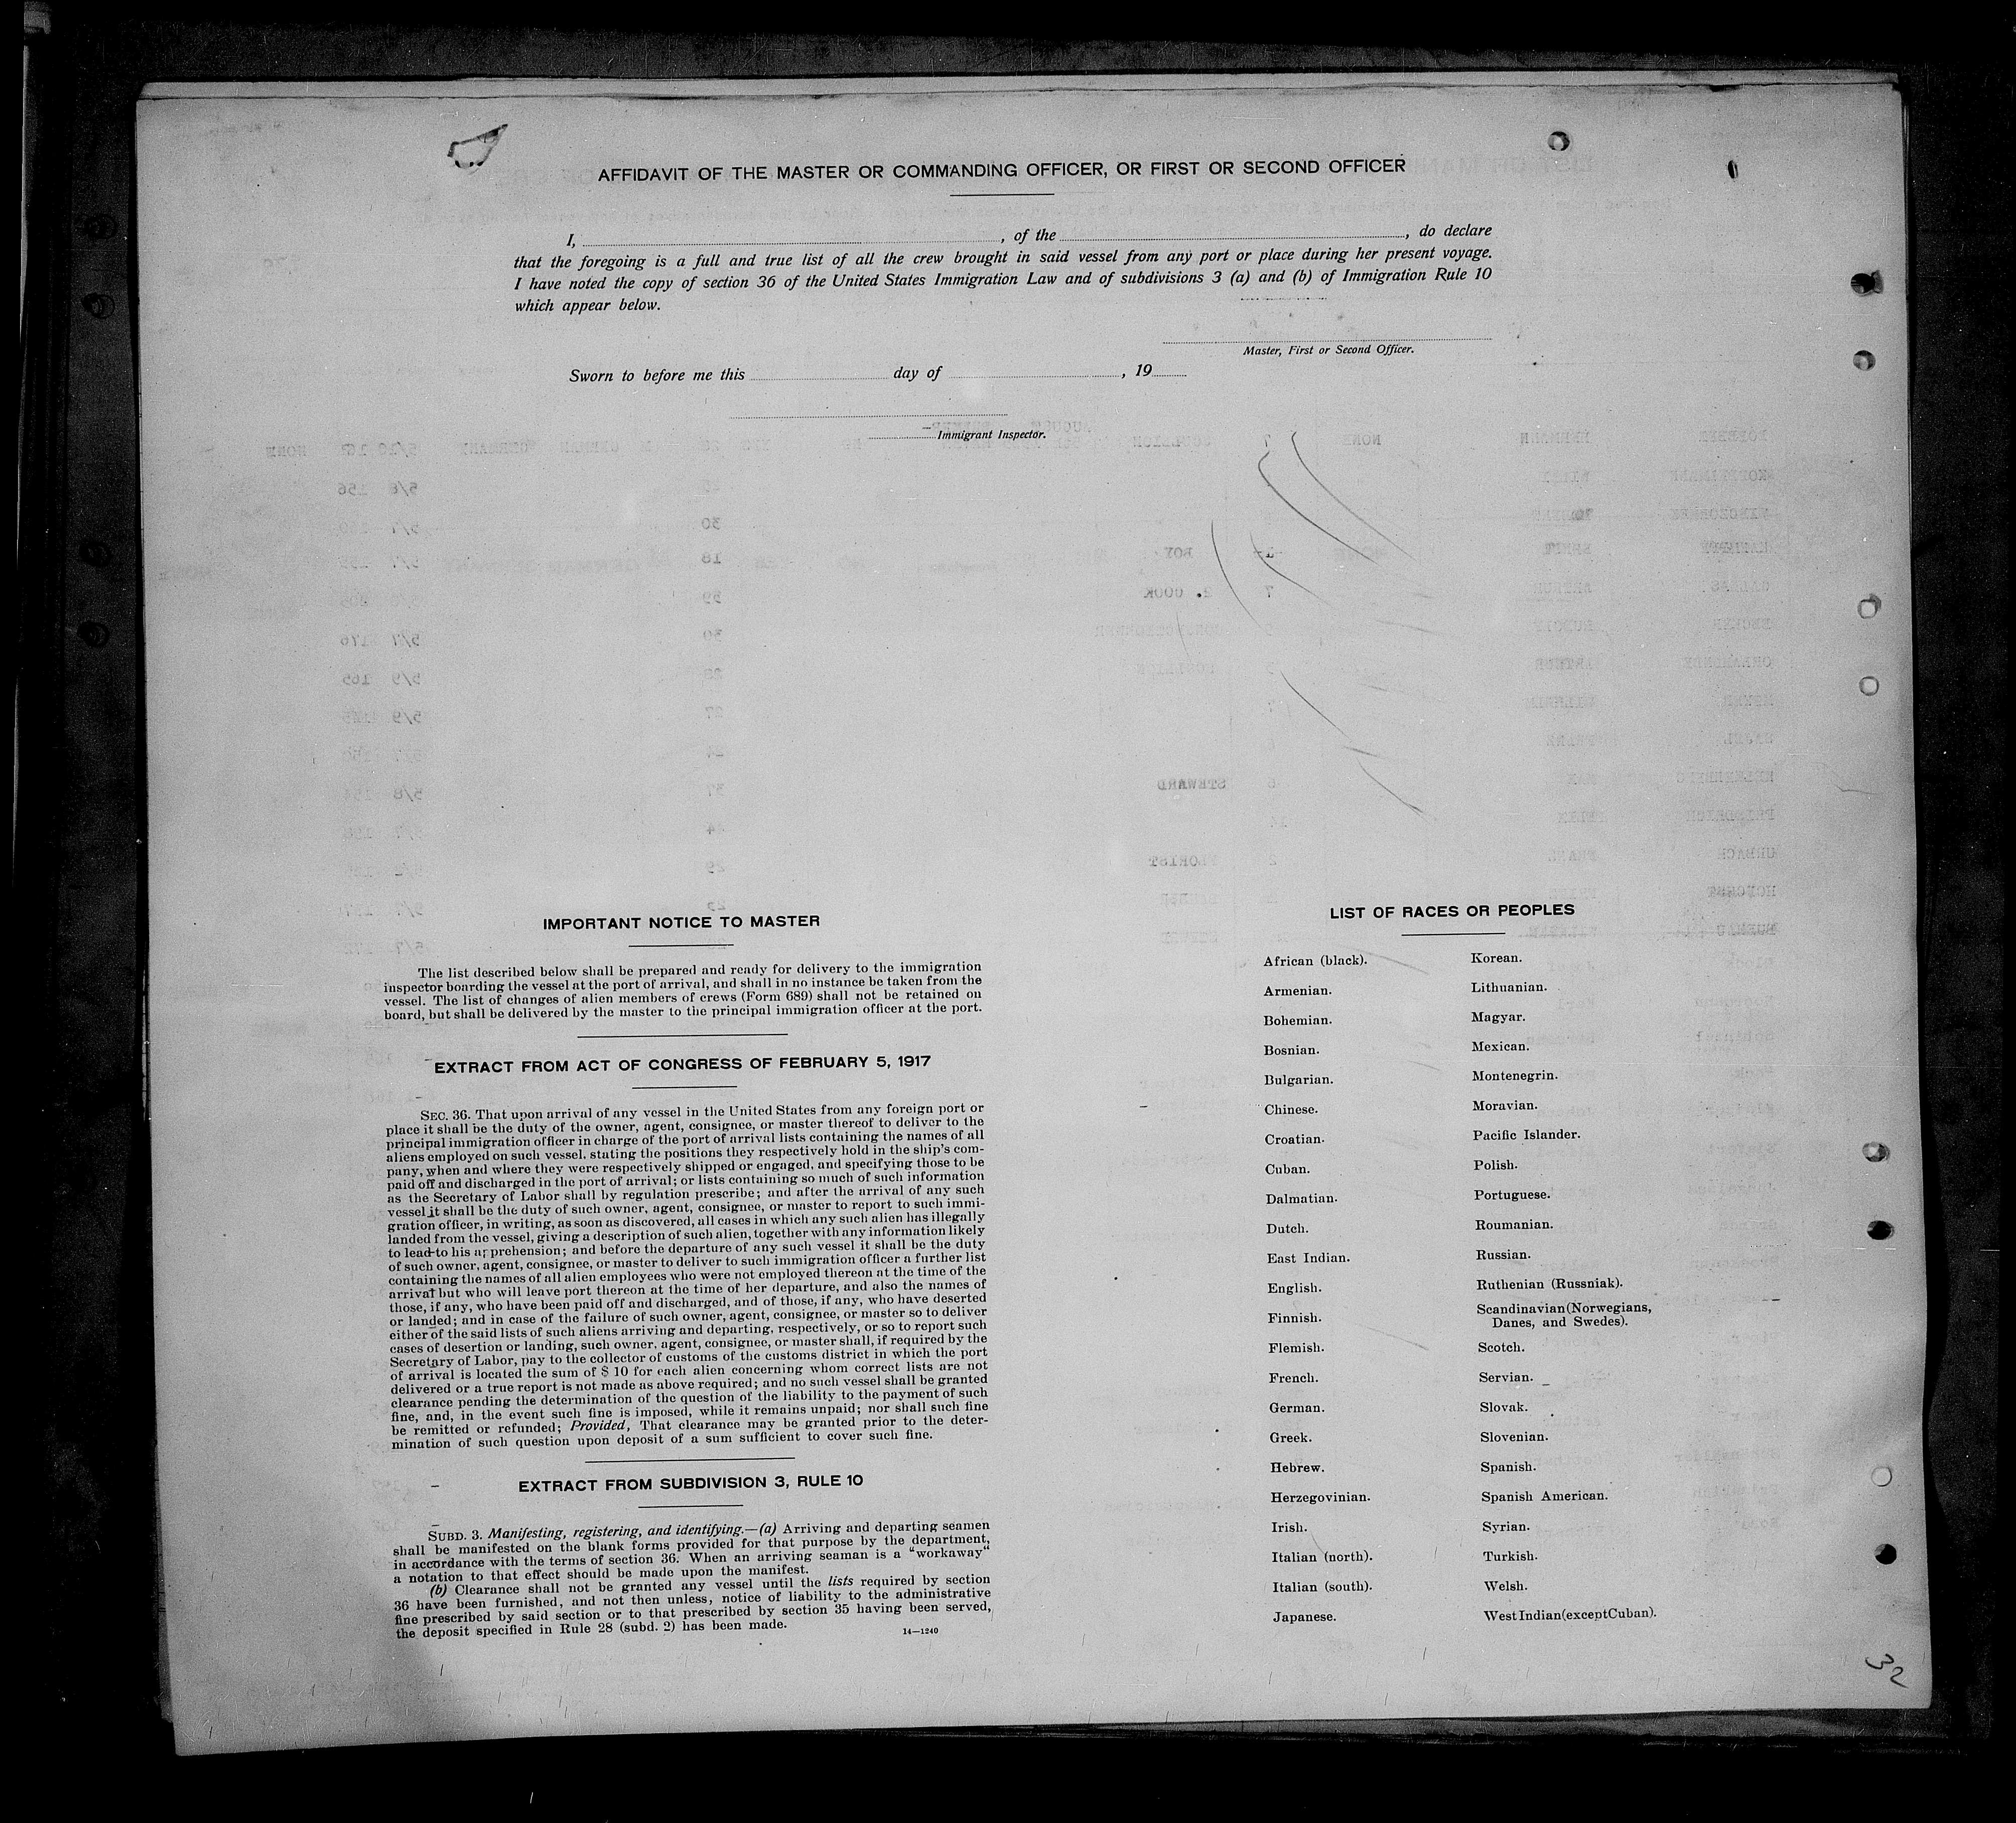 AFFIDAVIT OF THE MASTER OR COMMANDING OFFICER, OR FIRST OR SECOND OFFICER
I, , of the , do declare
that the foregoing is a full and true list of all the crew brought in said vessel from any port or place during her present voyage.
I have noted the copy of section 36 of the United States Immigration Law and of subdivisions 3 (a) and (b) of Immigration Rule 10
which appear below.
Master, First or Second Officer.
Sworn to before me this day of , 19
Immigrant Inspector.
IMPORTANT NOTICE TO MASTER
The list described below shall be prepared and ready for delivery to the immigration
inspector boarding the vessel at the port of arrival, and shall in no instance be taken from the
vessel. The list of changes of alien members of crews (Form 689) shall not be retained on
board, but shall be delivered by the master to the principal immigration officer at the port.
EXTRACT FROM ACT OF CONGRESS OF FEBRUARY 5, 1917
SEC. 36. That upon arrival of any vessel in the United States from any foreign port or
place it shall be the duty of the owner, agent, consignee, or master thereof to deliver to the
principal immigration officer in charge of the port of arrival lists containing the names of all
aliens employed on such vessel, stating the positions they respectively hold in the ship's com-
pany, when and where they were respectively shipped or engaged, and specifying those to be
paid off and discharged in the port of arrival; or lists containing so much of such information
as the Secretary of Labor shall by regulation prescribe; and after the arrival of any such
vessel it shall be the duty of such owner, agent, consignee, or master to report to such immi-
gration officer, in writing, as soon as discovered, all cases in which any such alien has illegally
landed from the vessel, giving a description of such alien, together with any information likely
to lead to his apprehension; and before the departure of any such vessel it shall be the duty
of such owner, agent, consignee, or master to deliver to such immigration officer a further list
containing the names of all alien employees who were not employed thereon at the time of the
arrival but who will leave port thereon at the time of her departure, and also the names of
those, if any, who have been paid off and discharged, and of those, if any, who have deserted
or landed; and in case of the failure of such owner, agent, consignee, or master so to deliver
either of the said lists of such aliens arriving and departing, respectively, or so to report such
cases of desertion or landing, such owner, agent, consignee, or master shall, if required by the
Secretary of Labor, pay to the collector of customs of the customs district in which the port
of arrival is located the sum of $ 10 for each alien concerning whom correct lists are not
delivered or a true report is not made as above required; and no such vessel shall be granted
clearance pending the determination of the question of the liability to the payment of such
fine, and, in the event such fine is imposed, while it remains unpaid; nor shall such fine
be remitted or refunded; Provided, That clearance may be granted prior to the deter-
mination of such question upon deposit of a sum sufficient to cover such fine.
EXTRACT FROM SUBDIVISION 3, RULE 10
SUBD. 3. Manifesting, registering, and identifying.—(a) Arriving and departing seamen
shall be manifested on the blank forms provided for that purpose by the department,
in accordance with the terms of section 36. When an arriving seaman is a "workaway"
a notation to that effect should be made upon the manifest.
(b) Clearance shall not be granted any vessel until the lists required by section
36 have been furnished, and not then unless, notice of liability to the administrative
fine prescribed by said section or to that prescribed by section 35 having been served,
the deposit specified in Rule 28 (subd. 2) has been made.
14—1240
LIST OF RACES OR PEOPLES
African (black).
Armenian.
Bohemian.
Bosnian.
Bulgarian.
Chinese.
Croatian.
Cuban.
Dalmatian.
Dutch.
East Indian.
English.
Finnish.
Flemish.
French.
German.
Greek.
Hebrew.
Herzegovinian.
Irish.
Italian (north).
Italian (south).
Japanese.
Korean.
Lithuanian.
Magyar.
Mexican.
Montenegrin.
Moravian.
Pacific Islander.
Polish.
Portuguese.
Roumanian.
Russian.
Ruthenian (Russniak).
Scandinavian (Norwegians,
Danes, and Swedes).
Scotch.
Servian.
Slovak.
Slovenian.
Spanish.
Spanish American.
Syrian.
Turkish.
Welsh.
West Indian (except Cuban).
32